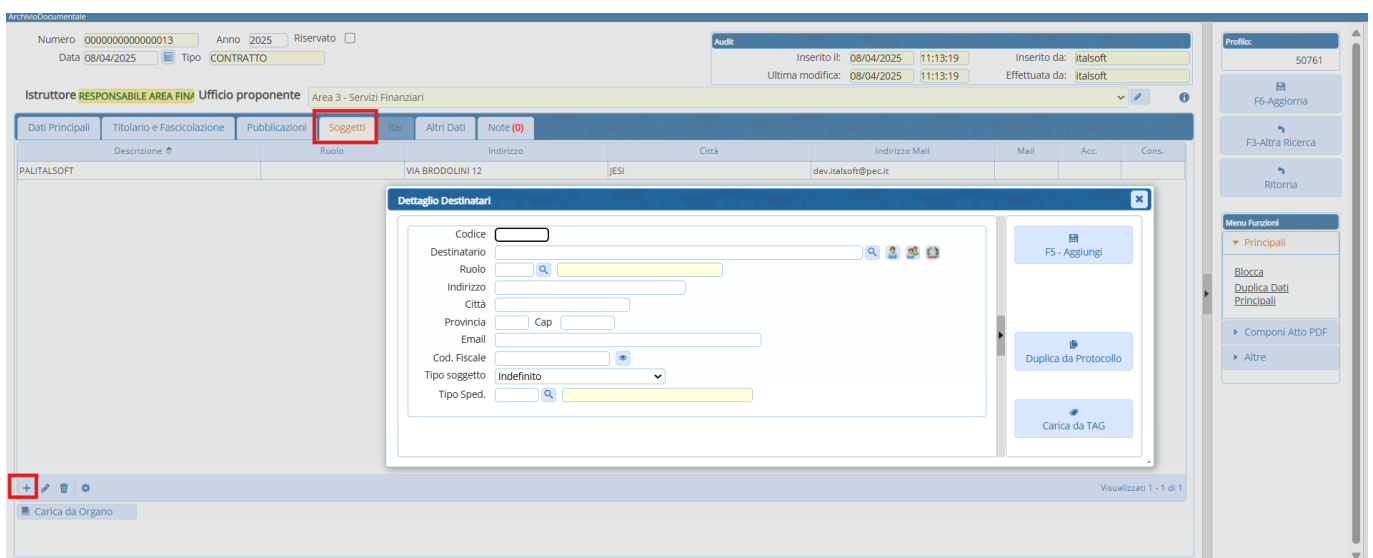 ArchivioDocumentale
Numero 0000000000000013 Anno 2025 Riservato
Data 08/04/2025 Tipo CONTRATTO
Audit
Inserito il: 08/04/2025 11:13:19 Inserito da: italsoft
Ultima modifica: 08/04/2025 11:13:19 Effettuata da: italsoft
Istruttore RESPONSABILE AREA FINA Ufficio proponente Area 3 - Servizi Finanziari
Dati Principali Titolario e Fascicolazione Pubblicazioni Soggetti Iter Altri Dati Note (0)
Descrizione Ruolo Indirizzo Città Indirizzo Mail Mail Acc. Cons.
PALITALSOFT VIA BRODOLINI 12 JESI dev.italsoft@pec.it
Dettaglio Destinatari
Codice
Destinatario
Ruolo
Indirizzo
Città
Provincia Cap
Email
Cod. Fiscale
Tipo soggetto Indefinito
Tipo Sped.
F5 - Aggiungi
Duplica da Protocollo
Carica da TAG
Visualizzati 1 - 1 di 1
Carica da Organo
Profilo:
50761
F6-Aggiorna
F3-Altra Ricerca
Ritorna
Menu Funzioni
Principali
Blocca
Duplica Dati
Principali
Componi Atto PDF
Altre